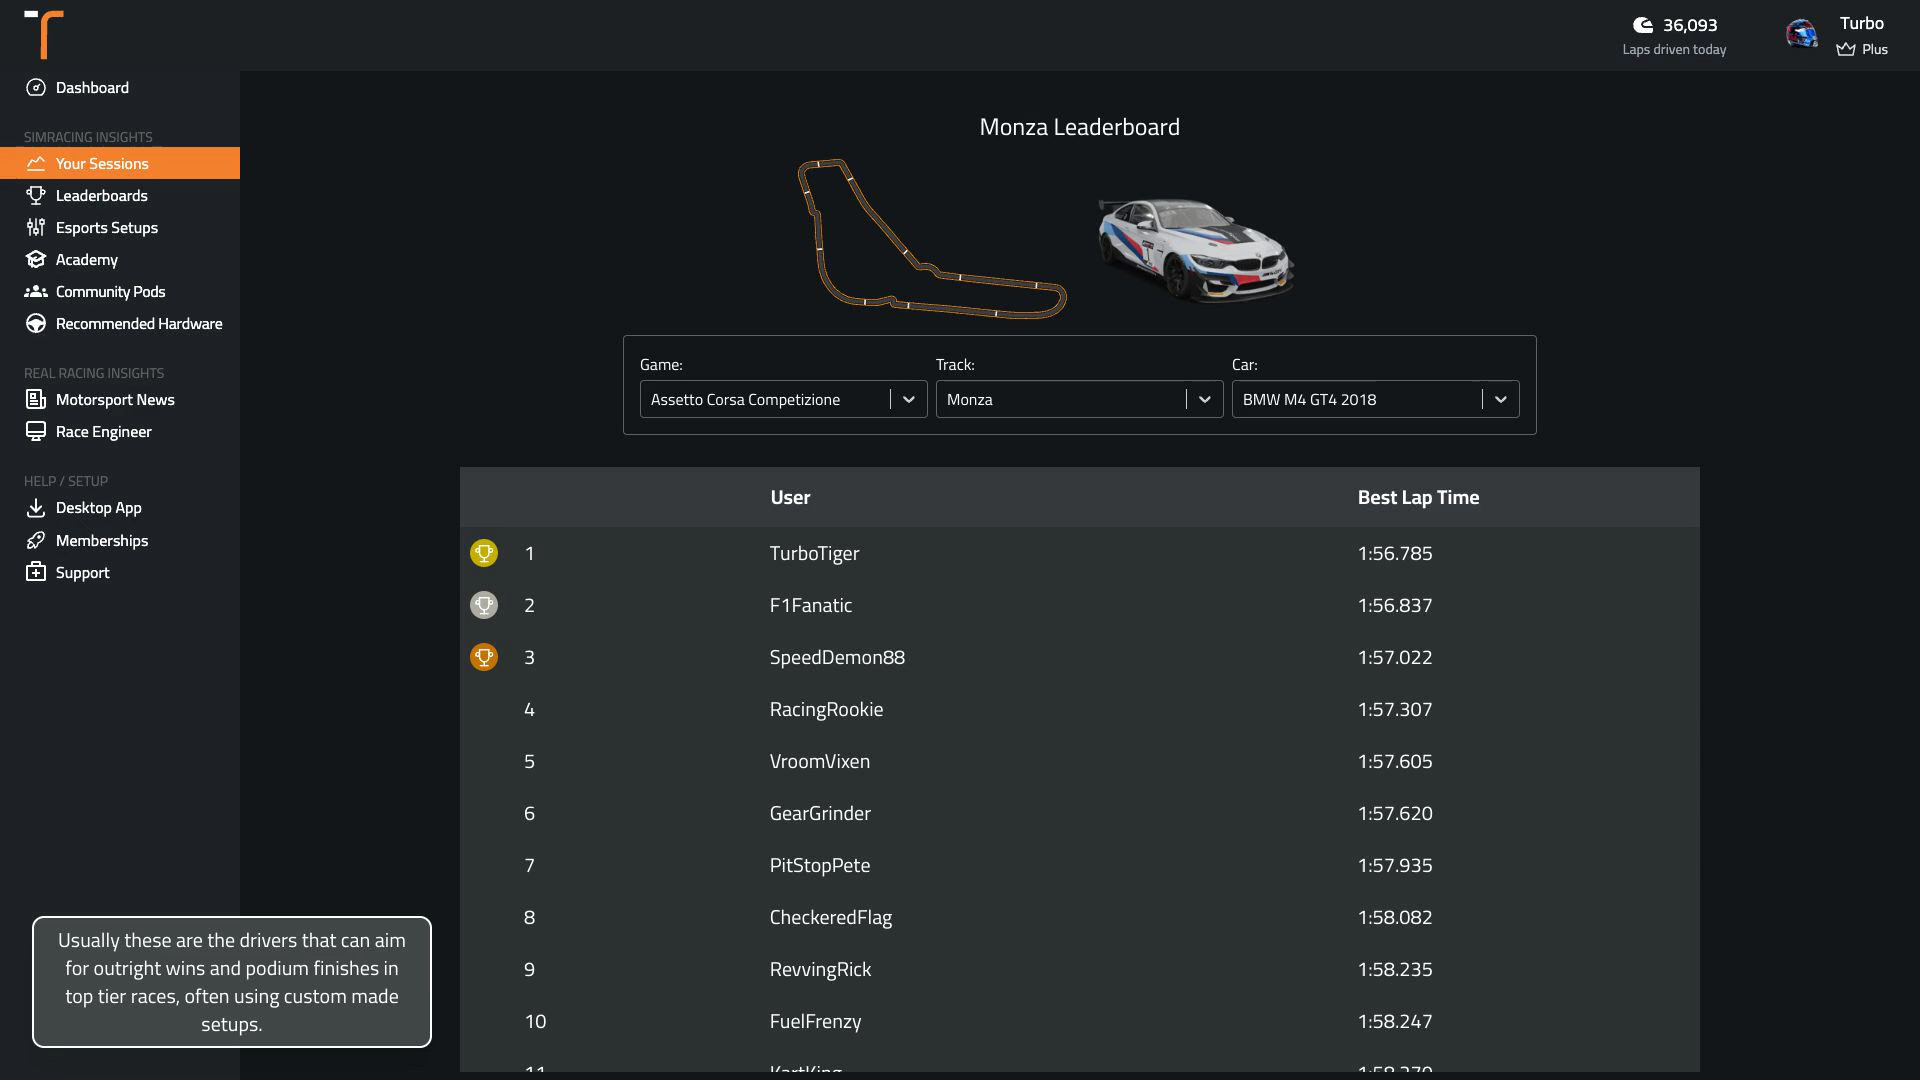 36,093
Laps driven today
Turbo
Plus
Dashboard
SIMRACING INSIGHTS
Your Sessions
Leaderboards
Esports Setups
Academy
Community Pods
Recommended Hardware
REAL RACING INSIGHTS
Motorsport News
Race Engineer
HELP / SETUP
Desktop App
Memberships
Support
Monza Leaderboard
Game: Track: Car:
Assetto Corsa Competizione Monza BMW M4 GT4 2018
User Best Lap Time
1 TurboTiger 1:56.785
2 F1Fanatic 1:56.837
3 SpeedDemon88 1:57.022
4 RacingRookie 1:57.307
5 VroomVixen 1:57.605
6 GearGrinder 1:57.620
7 PitStopPete 1:57.935
8 CheckeredFlag 1:58.082
9 RevvingRick 1:58.235
10 FuelFrenzy 1:58.247
11 KartKing
Usually these are the drivers that can aim
for outright wins and podium finishes in
top tier races, often using custom made
setups.